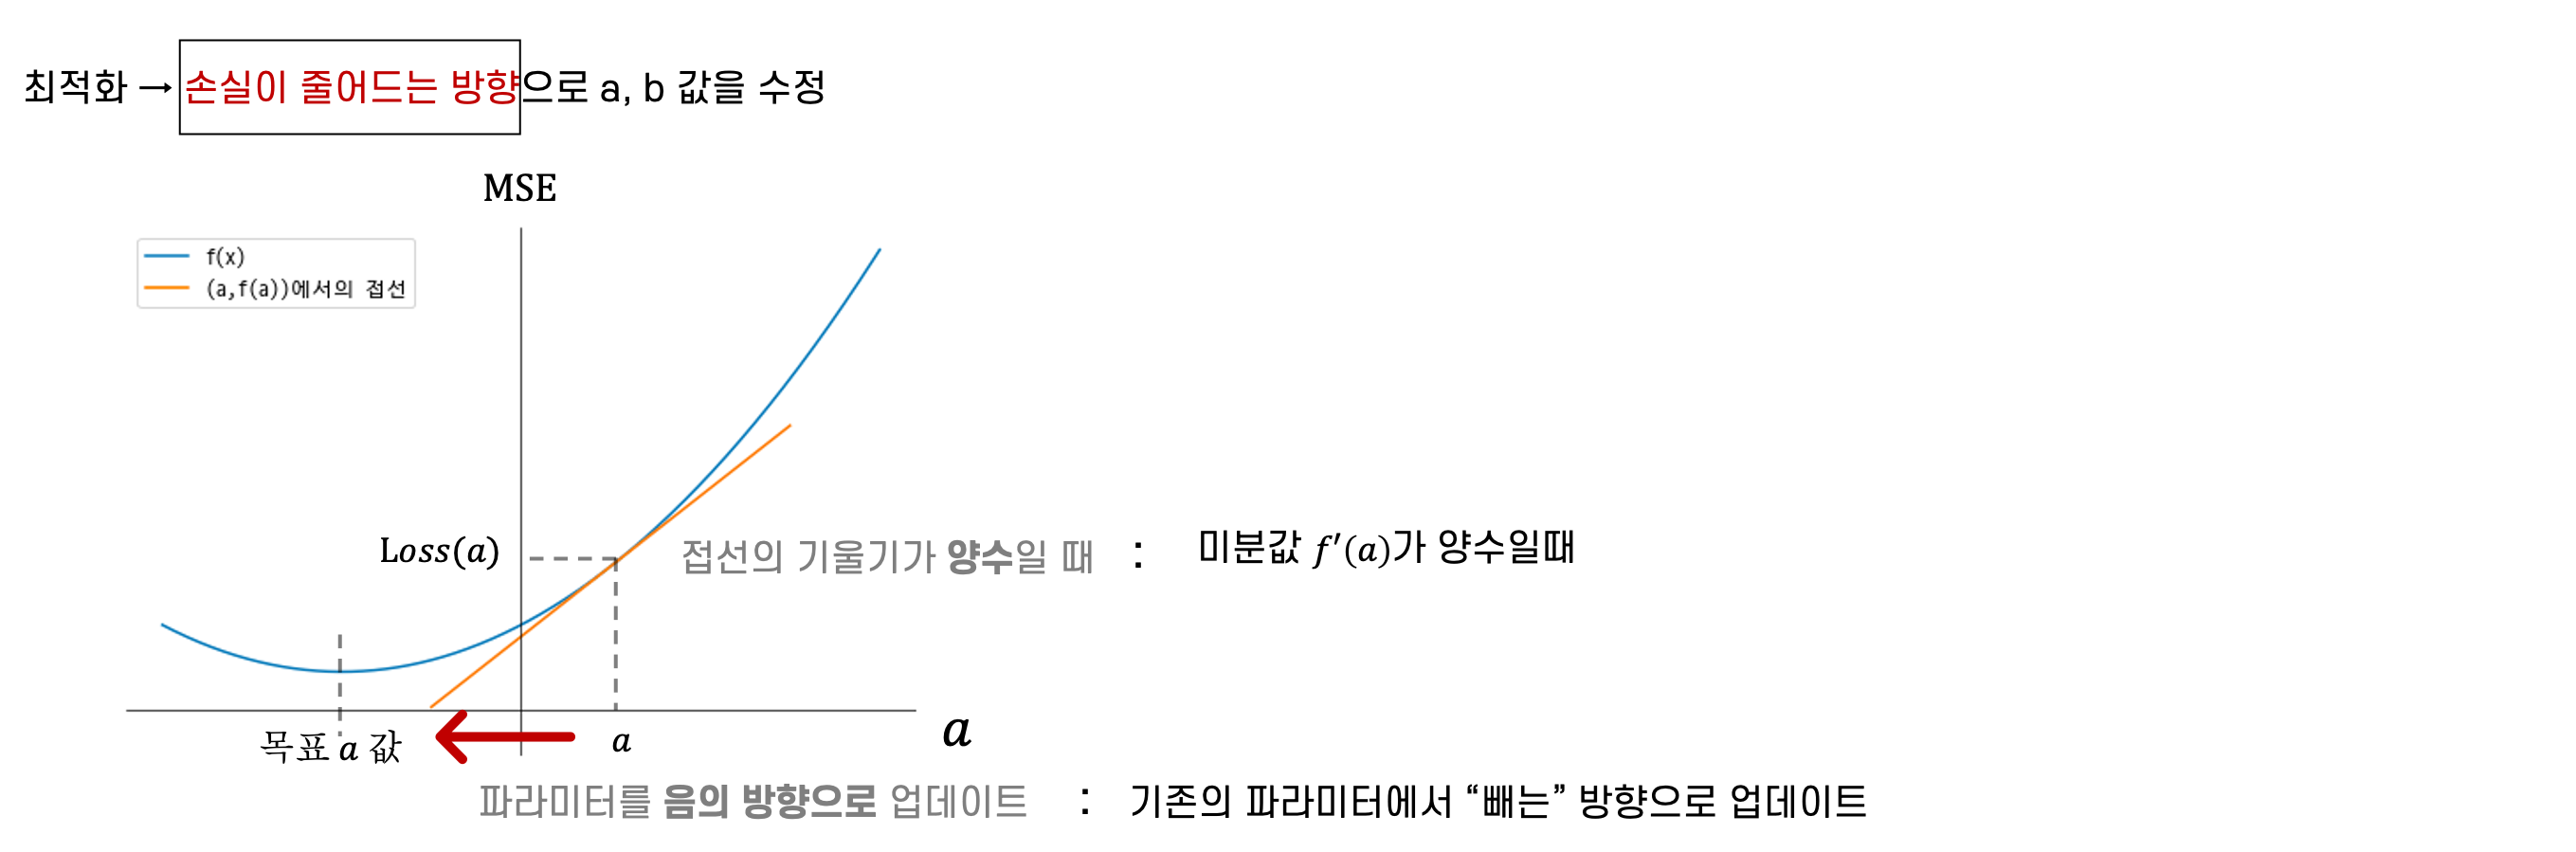 최적화 → 손실이 줄어드는 방향으로 a, b 값을 수정
MSE
f(x)
(a,f(a))에서의 접선
Loss(a)
접선의 기울기가 양수일 때 : 미분값 f′(a)가 양수일때
목표 a 값
a
a
파라미터를 음의 방향으로 업데이트 : 기존의 파라미터에서 “빼는” 방향으로 업데이트